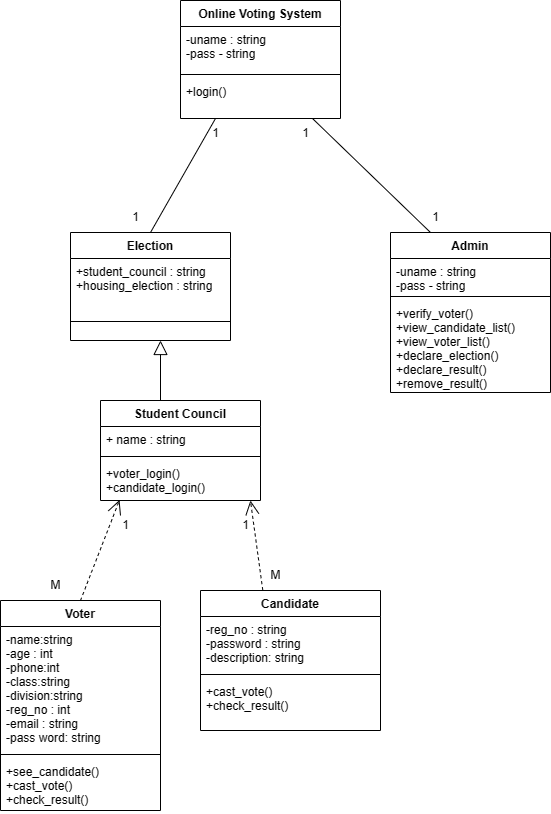 Online Voting System
-uname : string
-pass - string
+login()
1
1
1
1
Election
+student_council : string
+housing_election : string
Admin
-uname : string
-pass - string
+verify_voter()
+view_candidate_list()
+view_voter_list()
+declare_election()
+declare_result()
+remove_result()
Student Council
+ name : string
+voter_login()
+candidate_login()
1
1
M
M
Voter
-name:string
-age : int
-phone:int
-class:string
-division:string
-reg_no : int
-email : string
-pass word: string
+see_candidate()
+cast_vote()
+check_result()
Candidate
-reg_no : string
-password : string
-description: string
+cast_vote()
+check_result()